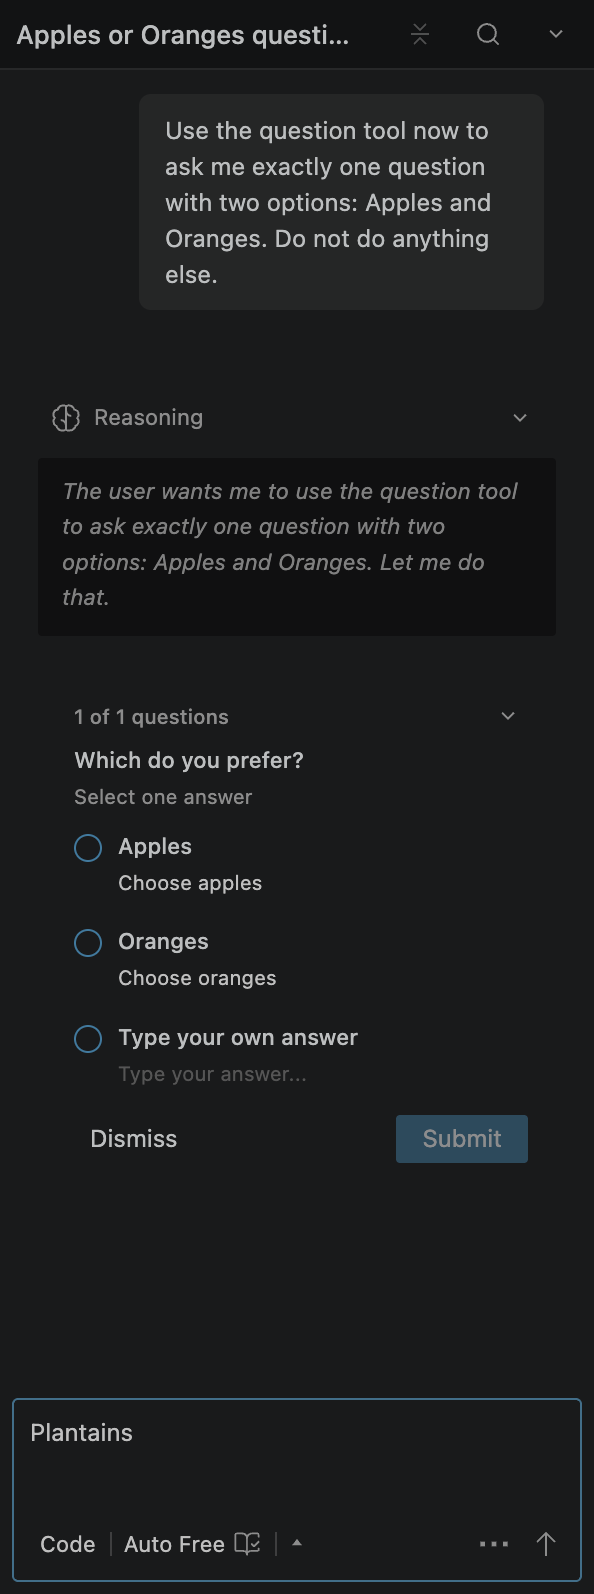 Apples or Oranges questi...
Use the question tool now to
ask me exactly one question
with two options: Apples and
Oranges. Do not do anything
else.
Reasoning
The user wants me to use the question tool
to ask exactly one question with two
options: Apples and Oranges. Let me do
that.
1 of 1 questions
Which do you prefer?
Select one answer
Apples
Choose apples
Oranges
Choose oranges
Type your own answer
Type your answer...
Dismiss Submit
Plantains
Code Auto Free